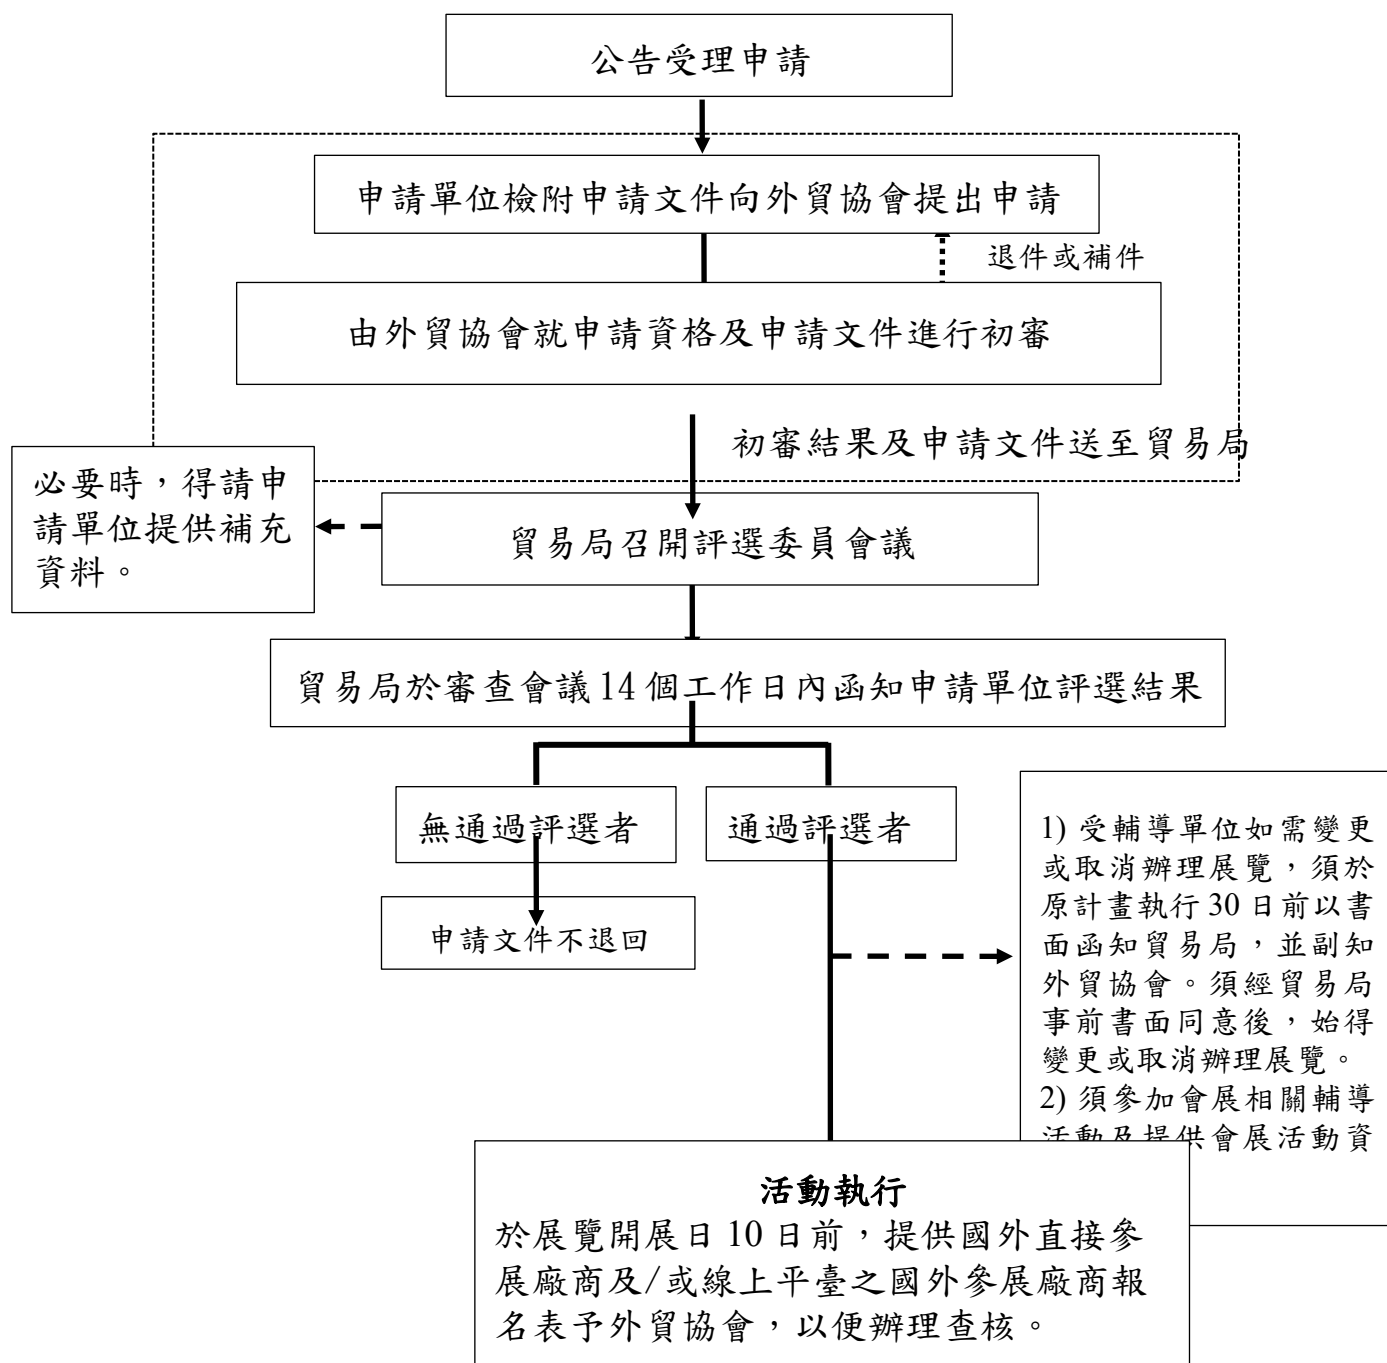 公告受理申請
申請單位檢附申請文件向外貿協會提出申請
退件或補件
由外貿協會就申請資格及申請文件進行初審
初審結果及申請文件送至貿易局
必要時，得請申
請單位提供補充
資料。
貿易局召開評選委員會議
貿易局於審查會議14個工作日內函知申請單位評選結果
無通過評選者
通過評選者
申請文件不退回
1) 受輔導單位如需變更
或取消辦理展覽，須於
原計畫執行30日前以書
面函知貿易局，並副知
外貿協會。須經貿易局
事前書面同意後，始得
變更或取消辦理展覽。
2) 須參加會展相關輔導
活動及提供會展活動資
活動執行
於展覽開展日10日前，提供國外直接參
展廠商及/或線上平臺之國外參展廠商報
名表予外貿協會，以便辦理查核。